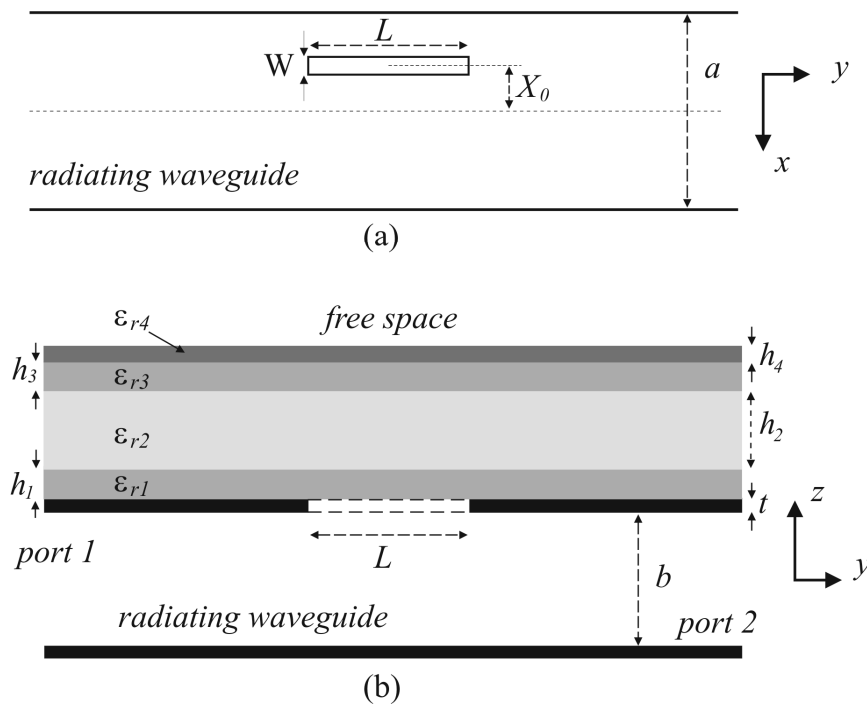 L
W
a
X₀
y
x
radiating waveguide
(a)
εr4
free space
h₃
εr3
h₄
εr2
h₂
h₁
εr1
t
z
port 1
L
b
y
radiating waveguide
port 2
(b)